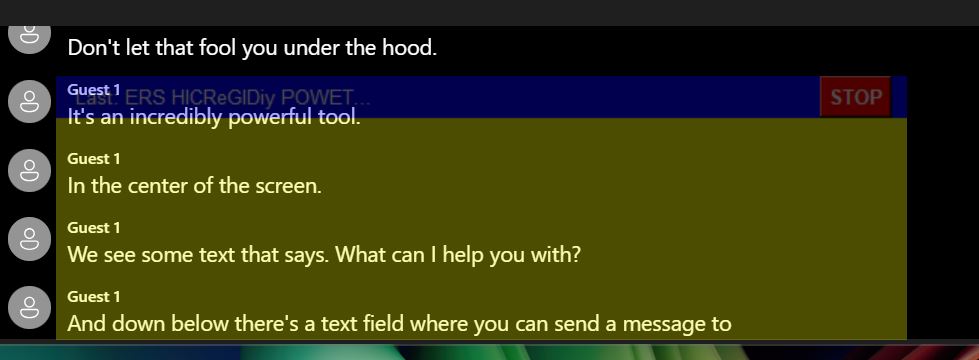 Don't let that fool you under the hood.
Guest 1
Last: ERS HICReGIDiy POWET...
STOP
It's an incredibly powerful tool.
Guest 1
In the center of the screen.
Guest 1
We see some text that says. What can I help you with?
Guest 1
And down below there's a text field where you can send a message to